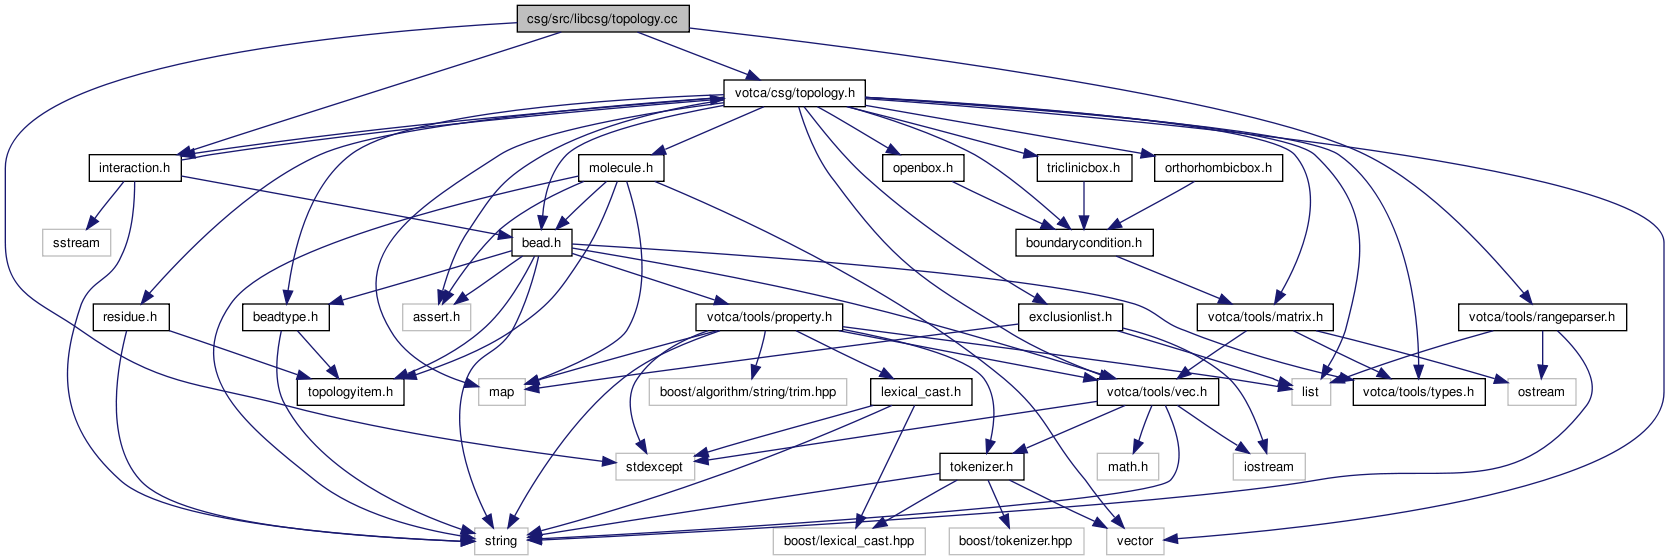 csg/src/libcsg/topology.cc
votca/csg/topology.h
interaction.h
molecule.h
openbox.h
triclinicbox.h
orthorhombicbox.h
sstream
bead.h
boundarycondition.h
residue.h
beadtype.h
assert.h
votca/tools/property.h
exclusionlist.h
votca/tools/matrix.h
votca/tools/rangeparser.h
topologyitem.h
map
boost/algorithm/string/trim.hpp
lexical_cast.h
votca/tools/vec.h
list
votca/tools/types.h
ostream
stdexcept
tokenizer.h
math.h
iostream
string
boost/lexical_cast.hpp
boost/tokenizer.hpp
vector